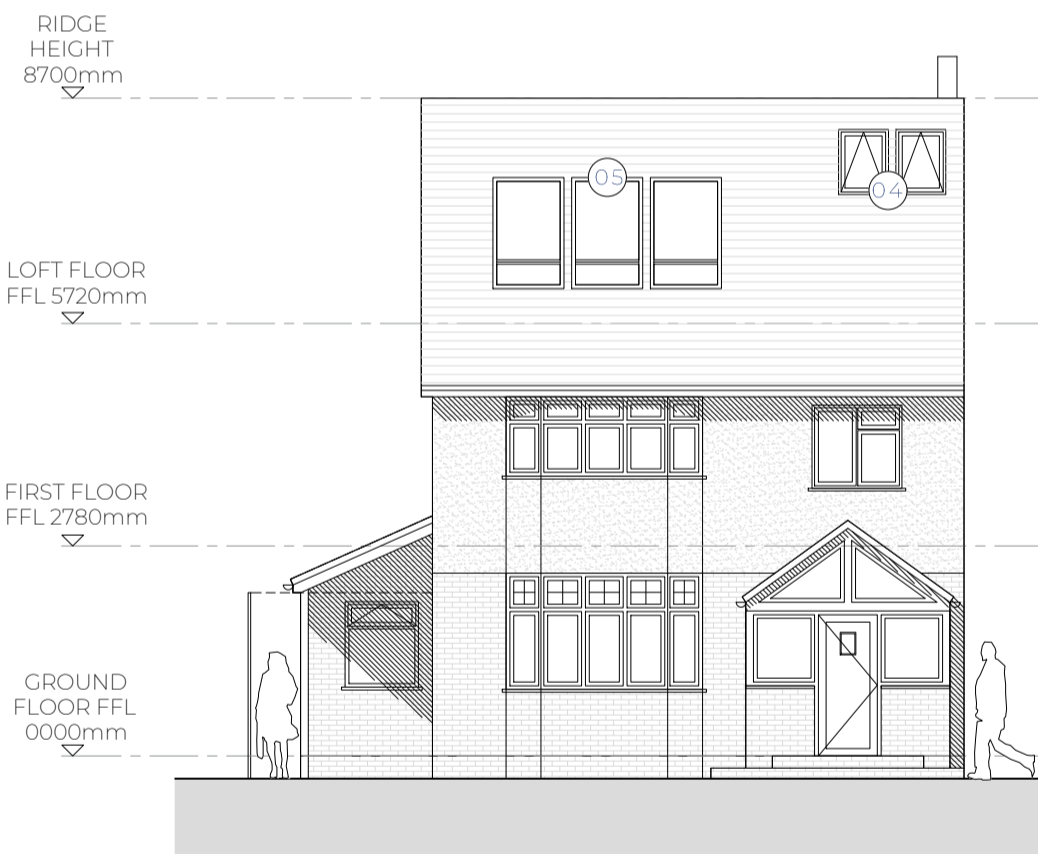 RIDGE
HEIGHT
8700mm
05
04
LOFT FLOOR
FFL 5720mm
FIRST FLOOR
FFL 2780mm
GROUND
FLOOR FFL
0000mm